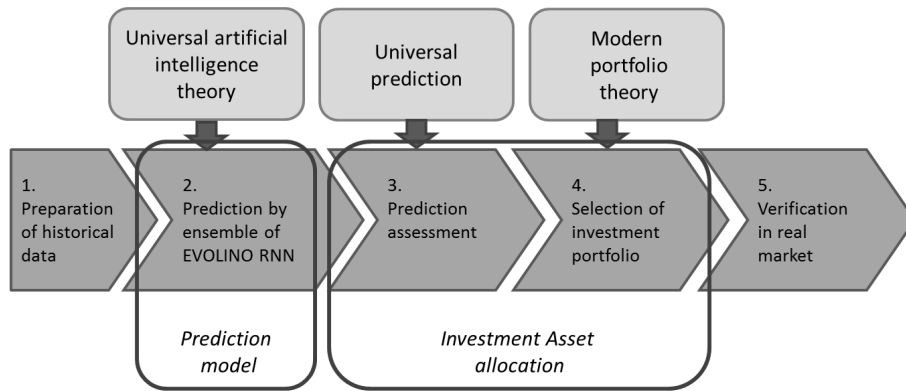 Universal artificial
intelligence
theory
Universal
prediction
Modern
portfolio
theory
1.
Preparation
of historical
data
2.
Prediction by
ensemble of
EVOLINO RNN
3.
Prediction
assessment
4.
Selection of
investment
portfolio
5.
Verification
in real
market
Prediction
model
Investment Asset
allocation